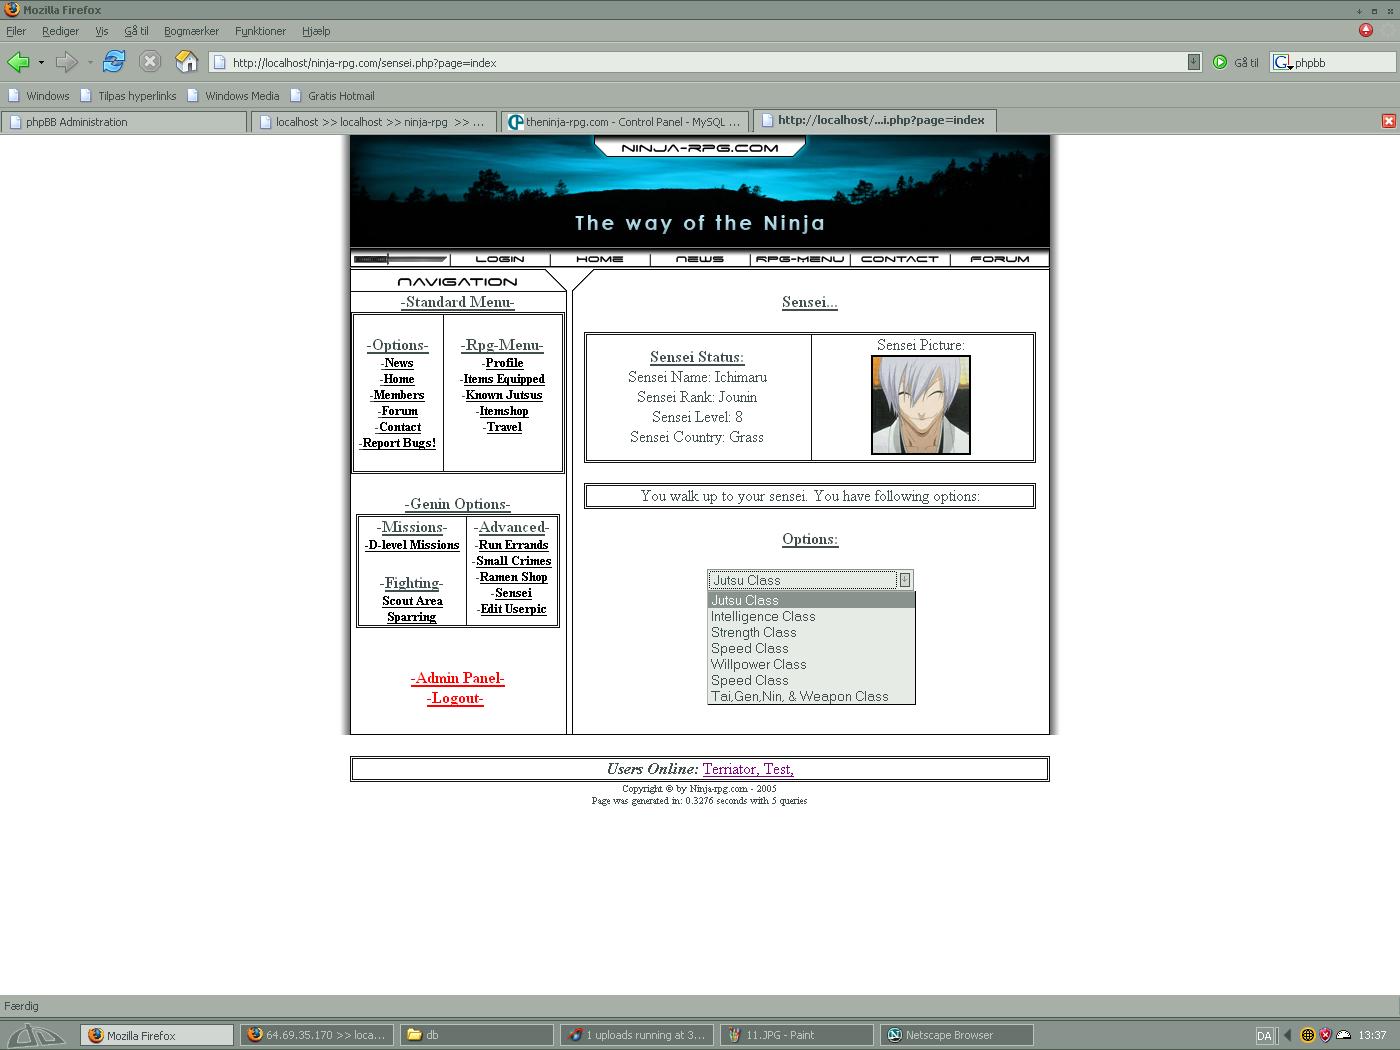 Mozilla Firefox
Filer Rediger Vis Gå til Bogmærker Funktioner Hjælp
http://localhost/ninja-rpg.com/sensei.php?page=index Gå til phpbb
Windows Tilpas hyperlinks Windows Media Gratis Hotmail
phpBB Administration localhost >> localhost >> ninja-rpg >> ... theninja-rpg.com - Control Panel - MySQL ... http://localhost/...i.php?page=index
NINJA-RPG.COM
The way of the Ninja
LOGIN HOME NEWS RPG-MENU CONTACT FORUM
NAVIGATION
-Standard Menu-
-Options-
-News
-Home
-Members
-Forum
-Contact
-Report Bugs!
-Rpg-Menu-
-Profile
-Items Equipped
-Known Jutsus
-Itemshop
-Travel
-Genin Options-
-Missions-
-D-level Missions
-Fighting-
Scout Area
Sparring
-Advanced-
-Run Errands
-Small Crimes
-Ramen Shop
-Sensei
-Edit Userpic
-Admin Panel-
-Logout-
Sensei...
Sensei Status:
Sensei Name: Ichimaru
Sensei Rank: Jounin
Sensei Level: 8
Sensei Country: Grass
Sensei Picture:
You walk up to your sensei. You have following options:
Options:
Jutsu Class
Jutsu Class
Intelligence Class
Strength Class
Speed Class
Willpower Class
Speed Class
Tai,Gen,Nin, & Weapon Class
Users Online: Terriator, Test,
Copyright © by Ninja-rpg.com - 2005
Page was generated in: 0.3276 seconds with 5 queries
Færdig
Mozilla Firefox 64.69.35.170 >> loca... db 1 uploads running at 3... 11.JPG - Paint Netscape Browser DA 13:37